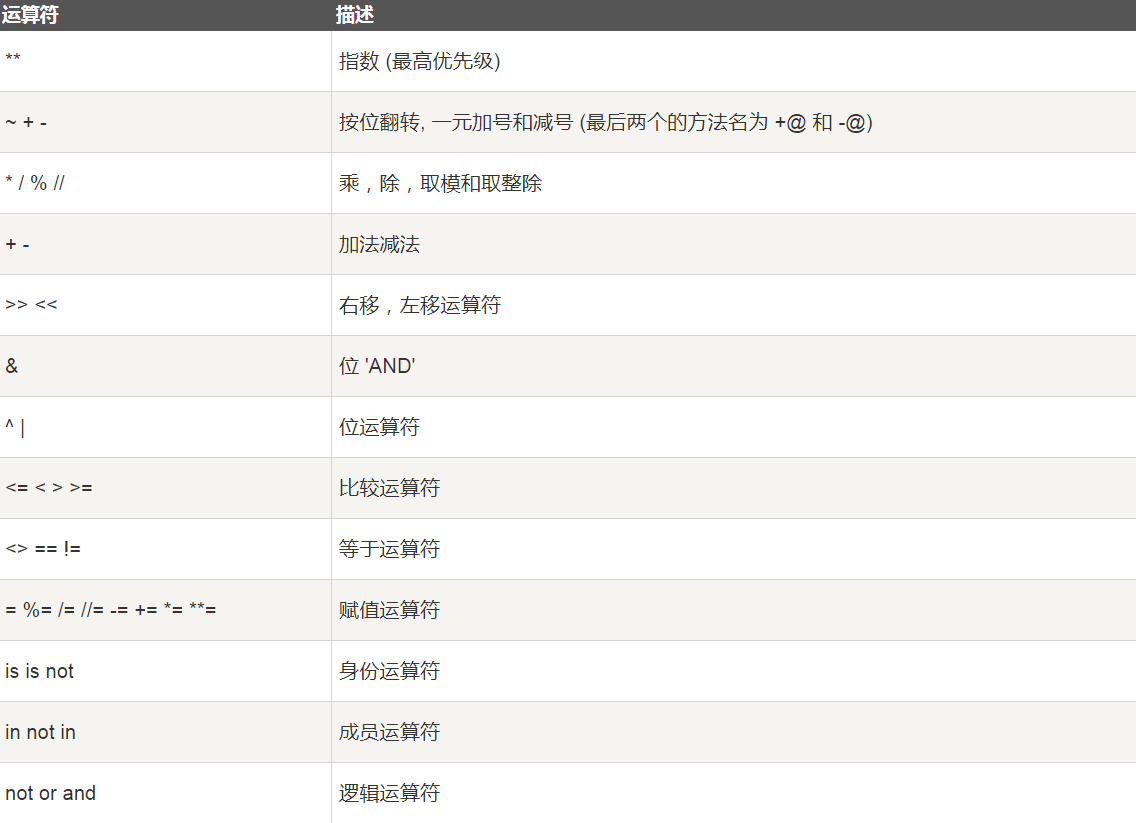 运算符 描述
** 指数 (最高优先级)
~ + - 按位翻转, 一元加号和减号 (最后两个的方法名为 +@ 和 -@)
* / % // 乘，除，取模和取整除
+ - 加法减法
>> << 右移，左移运算符
& 位 'AND'
^ | 位运算符
<= < > >= 比较运算符
<> == != 等于运算符
= %= /= //= -= += *= **= 赋值运算符
is is not 身份运算符
in not in 成员运算符
not or and 逻辑运算符